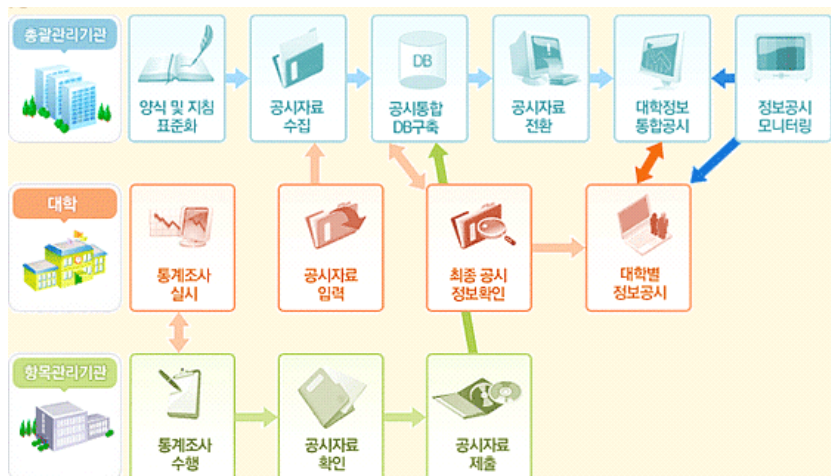 총괄관리기관
양식 및 지침
표준화
공시자료
수집
DB
공시통합
DB구축
공시자료
전환
대학정보
통합공시
정보공시
모니터링
대학
통계조사
실시
공시자료
입력
최종 공시
정보확인
대학별
정보공시
항목관리기관
통계조사
수행
공시자료
확인
공시자료
제출